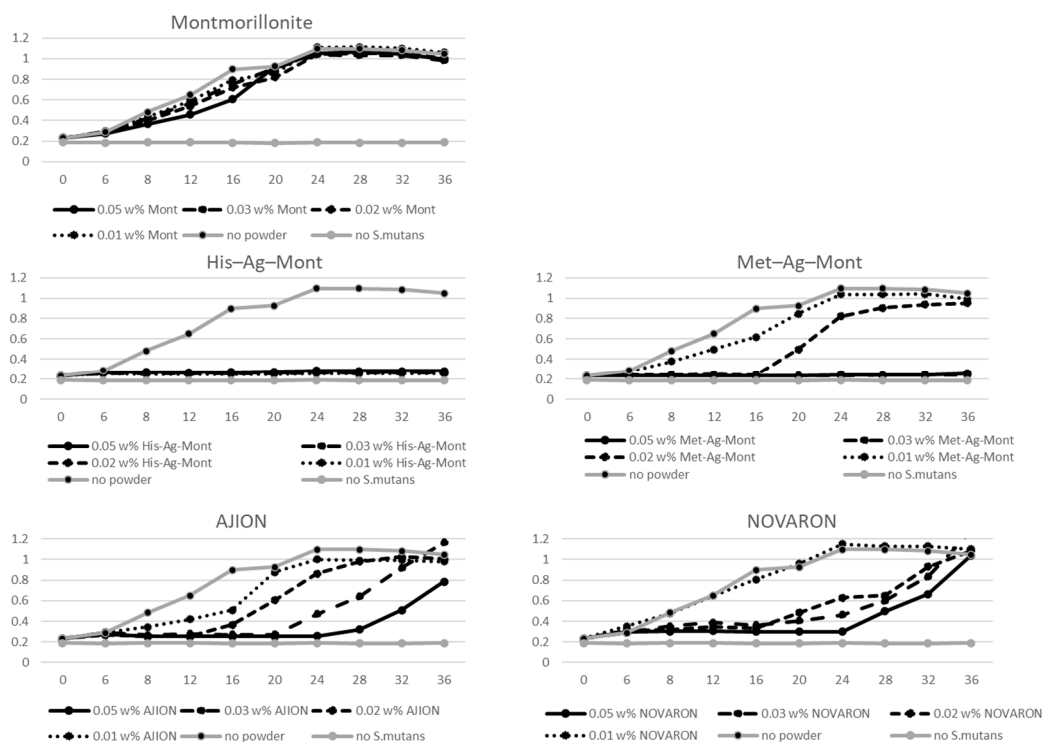 Montmorillonite
1.2
1
0.8
0.6
0.4
0.2
0
0 6 8 12 16 20 24 28 32 36
0.05 w% Mont 0.03 w% Mont 0.02 w% Mont
0.01 w% Mont no powder no S.mutans
His–Ag–Mont
1.2
1
0.8
0.6
0.4
0.2
0
0 6 8 12 16 20 24 28 32 36
0.05 w% His-Ag-Mont 0.03 w% His-Ag-Mont
0.02 w% His-Ag-Mont 0.01 w% His-Ag-Mont
no powder no S.mutans
Met–Ag–Mont
1.2
1
0.8
0.6
0.4
0.2
0
0 6 8 12 16 20 24 28 32 36
0.05 w% Met-Ag-Mont 0.03 w% Met-Ag-Mont
0.02 w% Met-Ag-Mont 0.01 w% Met-Ag-Mont
no powder no S.mutans
AJION
1.2
1
0.8
0.6
0.4
0.2
0
0 6 8 12 16 20 24 28 32 36
0.05 w% AJION 0.03 w% AJION 0.02 w% AJION
0.01 w% AJION no powder no S.mutans
NOVARON
1.2
1
0.8
0.6
0.4
0.2
0
0 6 8 12 16 20 24 28 32 36
0.05 w% NOVARON 0.03 w% NOVARON 0.02 w% NOVARON
0.01 w% NOVARON no powder no S.mutans